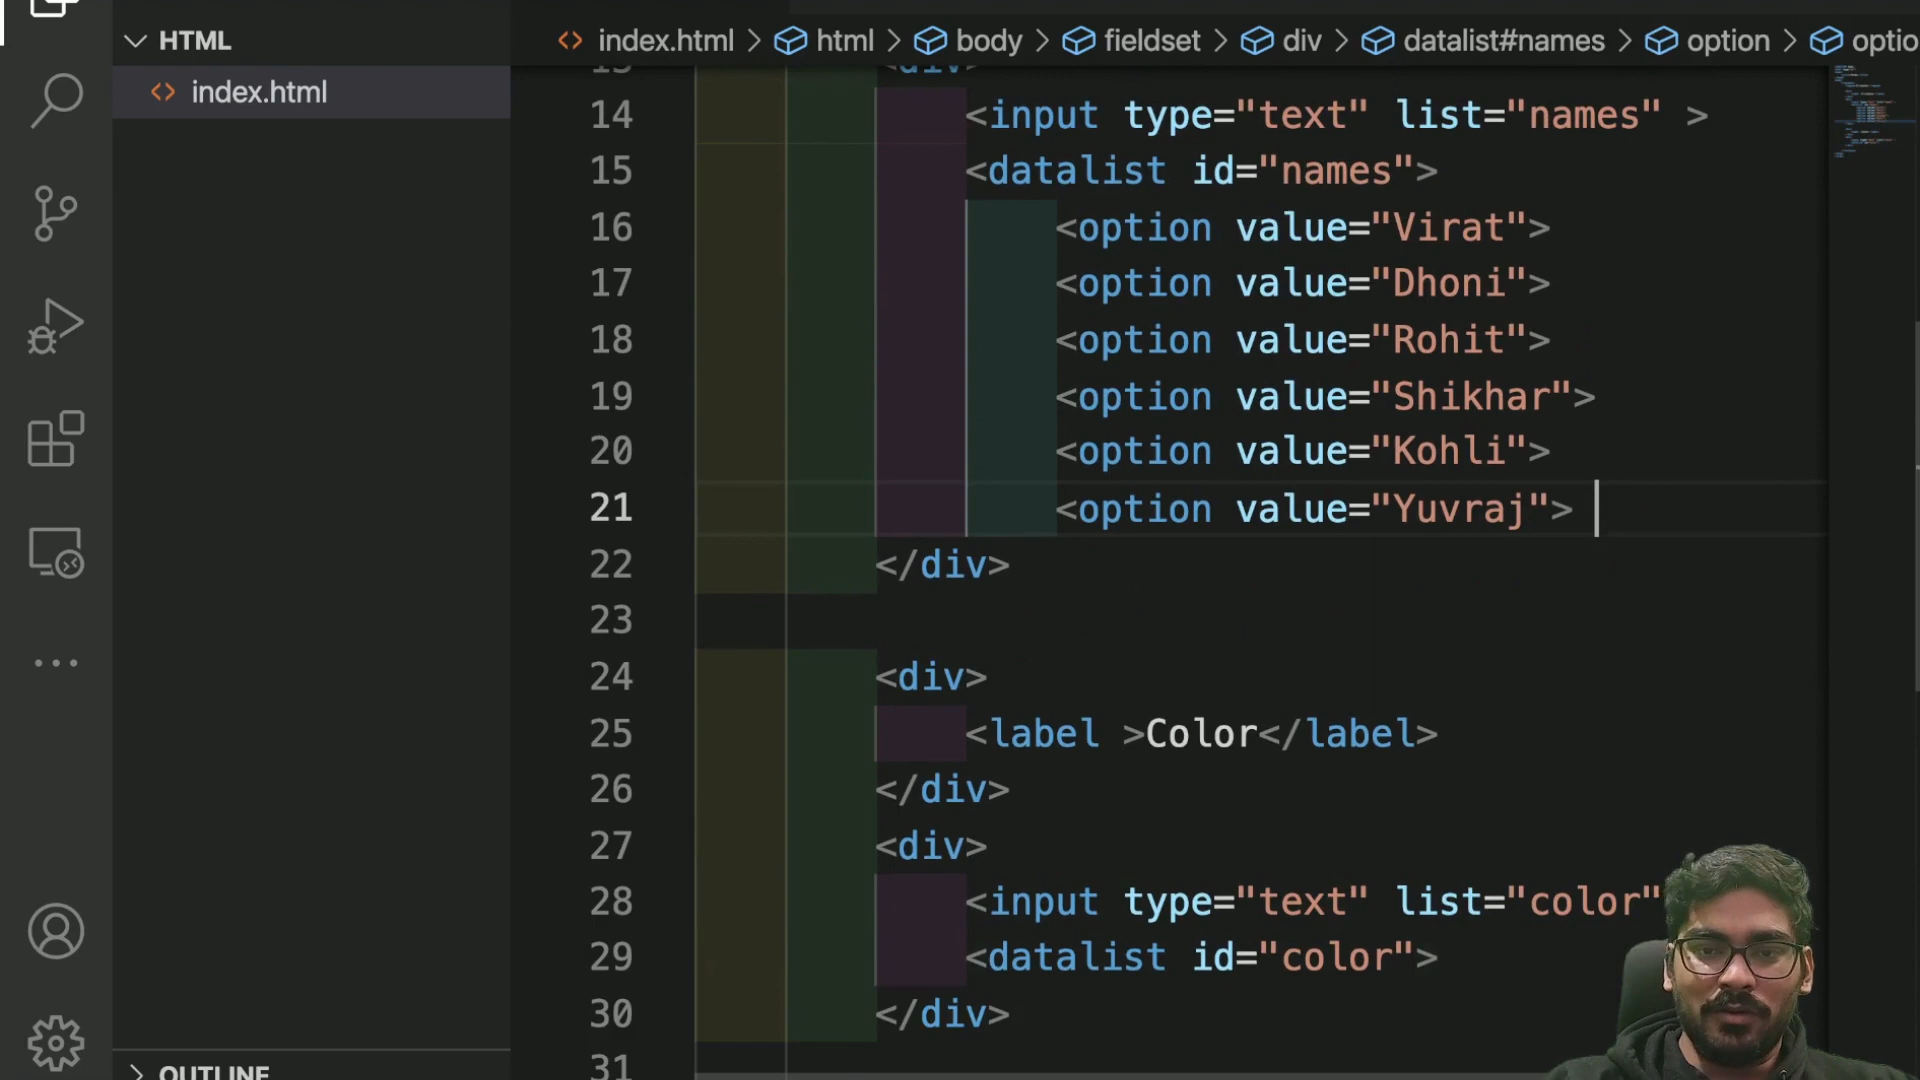 HTML
index.html
index.html > html > body > fieldset > div > datalist#names > option > optio
13 <div>
14 <input type="text" list="names" >
15 <datalist id="names">
16 <option value="Virat">
17 <option value="Dhoni">
18 <option value="Rohit">
19 <option value="Shikhar">
20 <option value="Kohli">
21 <option value="Yuvraj">
22 </div>
23
24 <div>
25 <label >Color</label>
26 </div>
27 <div>
28 <input type="text" list="color"
29 <datalist id="color">
30 </div>
31
OUTLINE